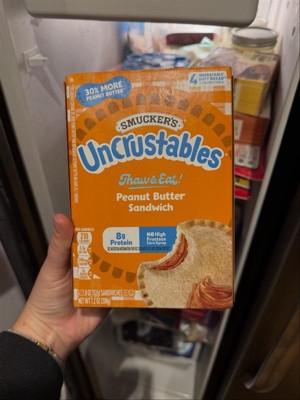 30% MORE
PEANUT BUTTER
4
SMUCKER'S
Uncrustables
Thaw & Eat!
Peanut Butter
Sandwich
8g
Protein
No High
Fructose
Corn Syrup